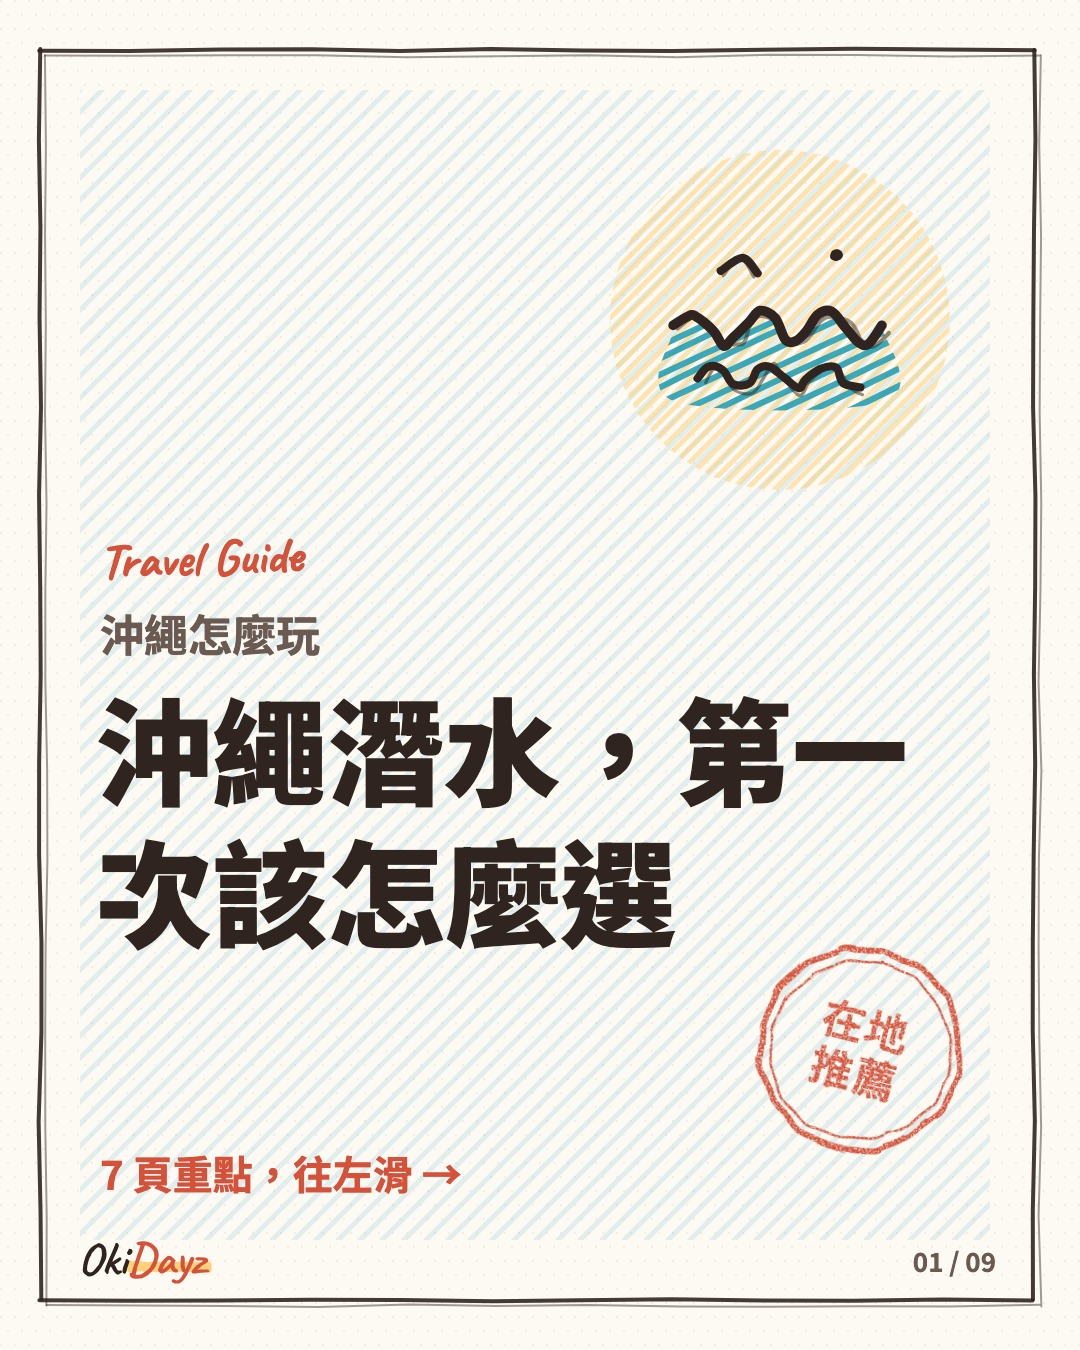 Travel Guide
沖繩怎麼玩
沖繩潛水，第一
次該怎麼選
在地
推薦
7 頁重點，往左滑 →
OkiDayz
01 / 09